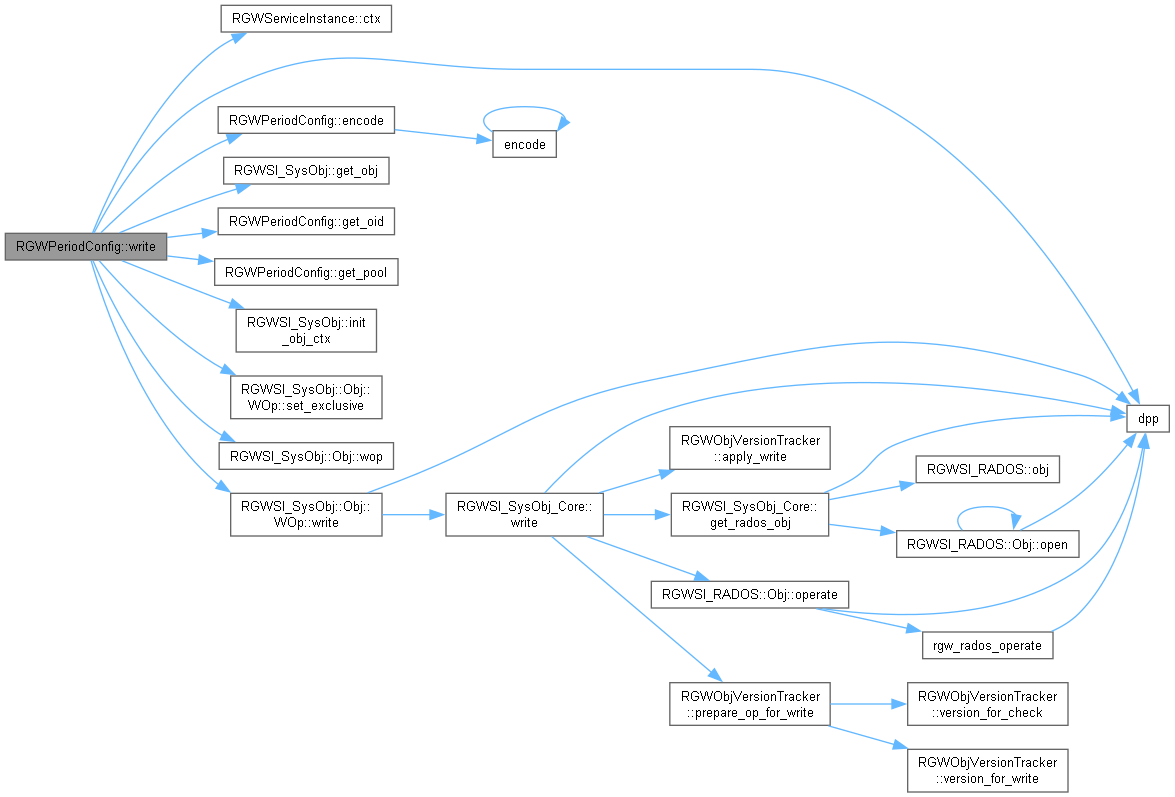 RGWServiceInstance::ctx
RGWPeriodConfig::encode
encode
RGWSI_SysObj::get_obj
RGWPeriodConfig::get_oid
RGWPeriodConfig::write
RGWPeriodConfig::get_pool
RGWSI_SysObj::init
_obj_ctx
RGWSI_SysObj::Obj::
WOp::set_exclusive
dpp
RGWSI_SysObj::Obj::wop
RGWObjVersionTracker
::apply_write
RGWSI_RADOS::obj
RGWSI_SysObj::Obj::
WOp::write
RGWSI_SysObj_Core::
write
RGWSI_SysObj_Core::
get_rados_obj
RGWSI_RADOS::Obj::open
RGWSI_RADOS::Obj::operate
rgw_rados_operate
RGWObjVersionTracker
::prepare_op_for_write
RGWObjVersionTracker
::version_for_check
RGWObjVersionTracker
::version_for_write